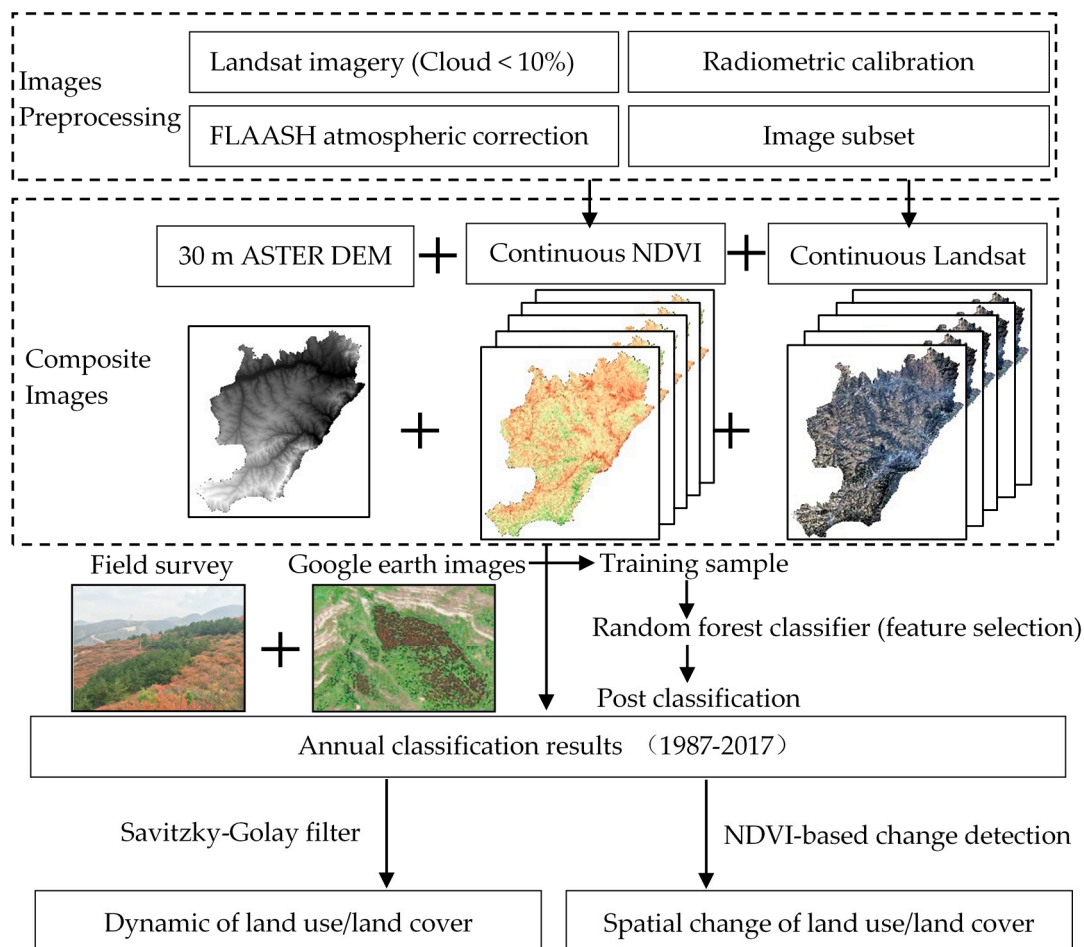 Images
Preprocessing
Landsat imagery (Cloud < 10%)
Radiometric calibration
FLAASH atmospheric correction
Image subset
Composite
Images
30 m ASTER DEM
Continuous NDVI
Continuous Landsat
Field survey
Google earth images
Training sample
Random forest classifier (feature selection)
Post classification
Annual classification results （1987-2017）
Savitzky-Golay filter
NDVI-based change detection
Dynamic of land use/land cover
Spatial change of land use/land cover